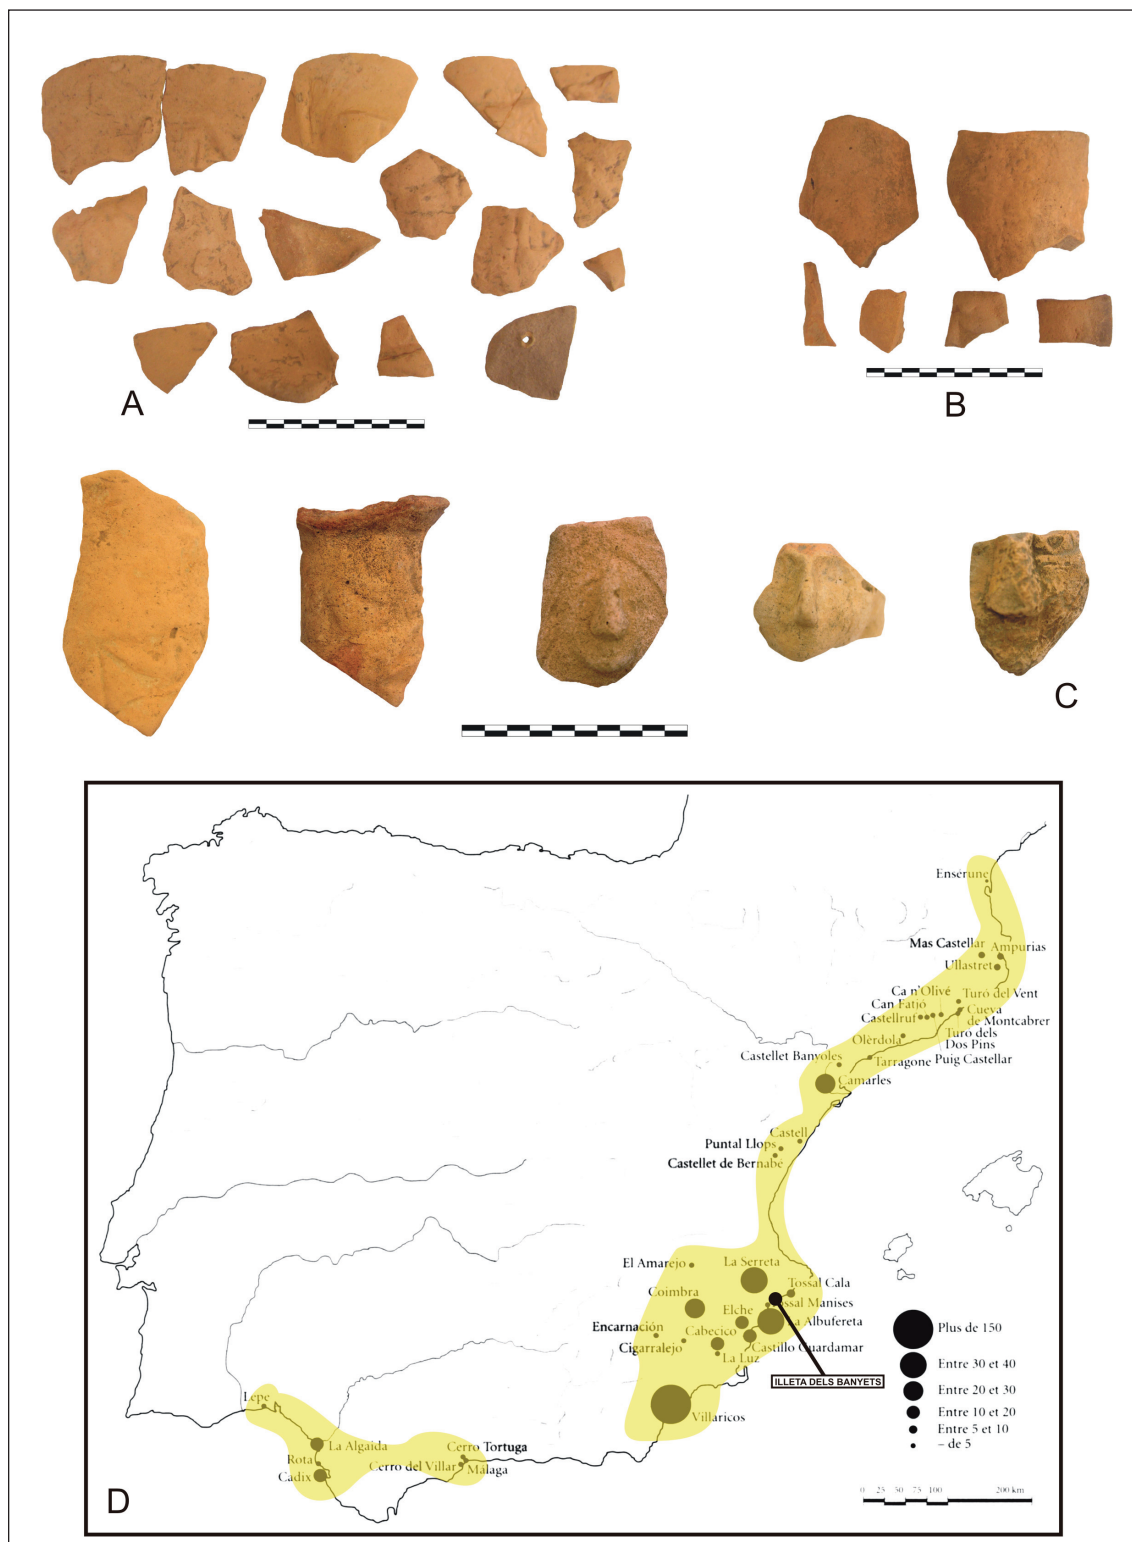 A
B
C
Ensérune
Mas Castellar
Ampurias
Ullastret
Ca n'Olivé
Turó del Vent
Can Fatjó
Cueva
de Montcabrer
Castellruf
Turó dels
Dos Pins
Olèrdola
Castellet Banyoles
Tarragone
Puig Castellar
Camarles
Castell
Puntal Llops
Castellet de Bernabé
El Amarejo
La Serreta
Tossal Cala
Coimbra
Tossal Manises
Elche
La Albufereta
Encarnación
Cabecico
Cigarralejo
Castillo Guardamar
La Luz
ILLETA DELS BANYETS
Villaricos
Plus de 150
Entre 30 et 40
Entre 20 et 30
Entre 10 et 20
Entre 5 et 10
– de 5
Lepe
La Algaida
Cerro Tortuga
Rota
Cerro del Villar
Málaga
Cadix
0 25 50 75 100 200 km
D